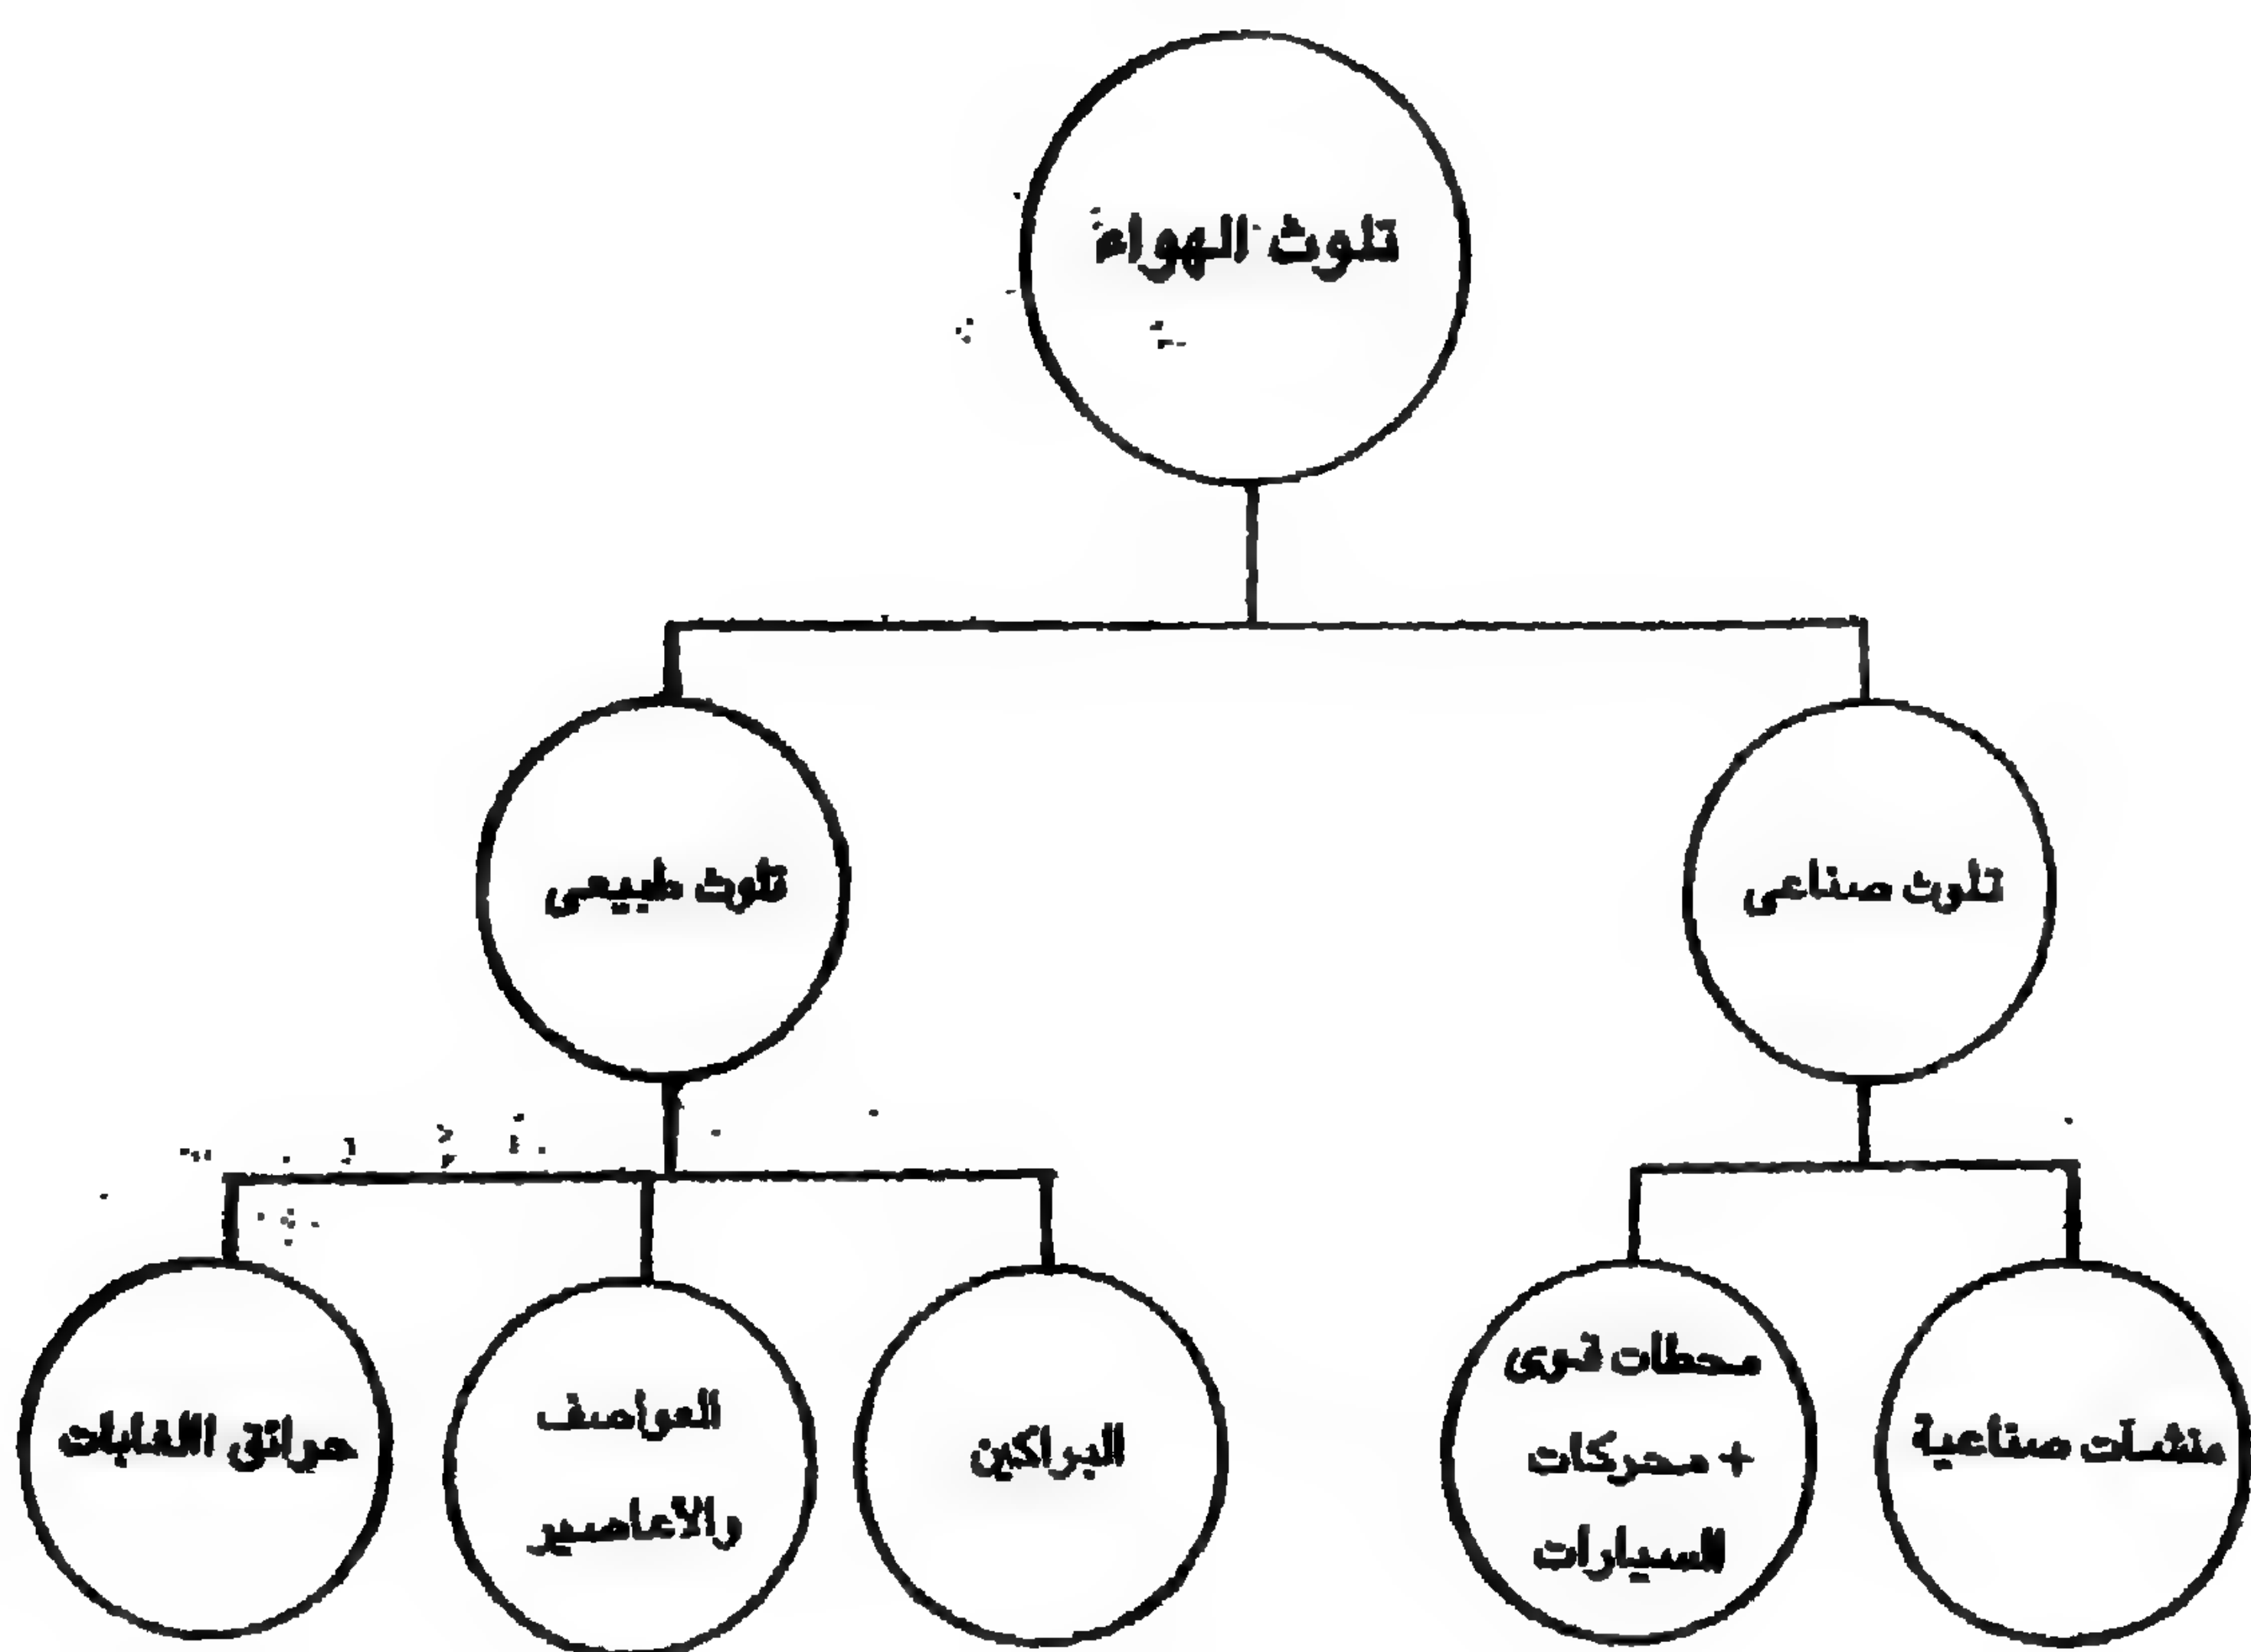 تلوث الهواء
تلوث صناعى
تلوث طبيعى
منشآت صناعية
محطات قوى
+ محركات
السيارات
البراكين
العواصف
والأعاصير
حرائق الغابات